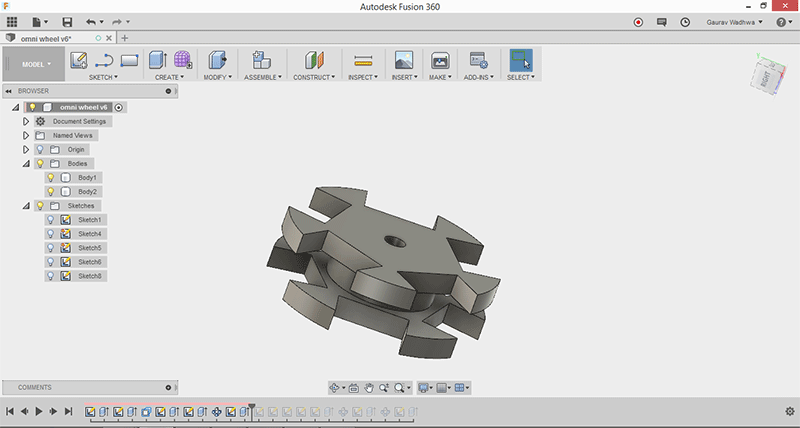 Autodesk Fusion 360
Gaurav Wadhwa
omni wheel v6*
MODEL
SKETCH
CREATE
MODIFY
ASSEMBLE
CONSTRUCT
INSPECT
INSERT
MAKE
ADD-INS
SELECT
RIGHT
BROWSER
omni wheel v6
Document Settings
Named Views
Origin
Bodies
Body1
Body2
Sketches
Sketch1
Sketch4
Sketch5
Sketch6
Sketch8
COMMENTS